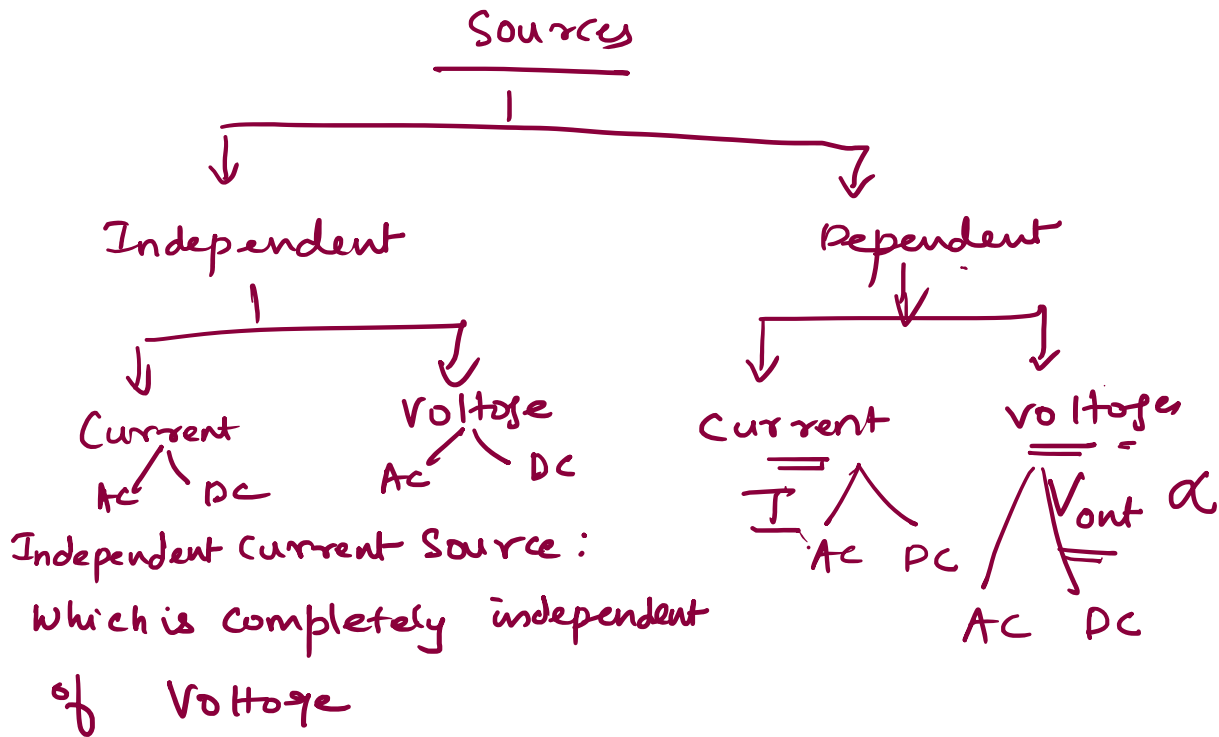 Sources
Independent Dependent
Current Voltage Current Voltages
AC DC AC DC I AC DC Vout α AC DC
Independent Current Source :
Which is completely independent
of Voltage